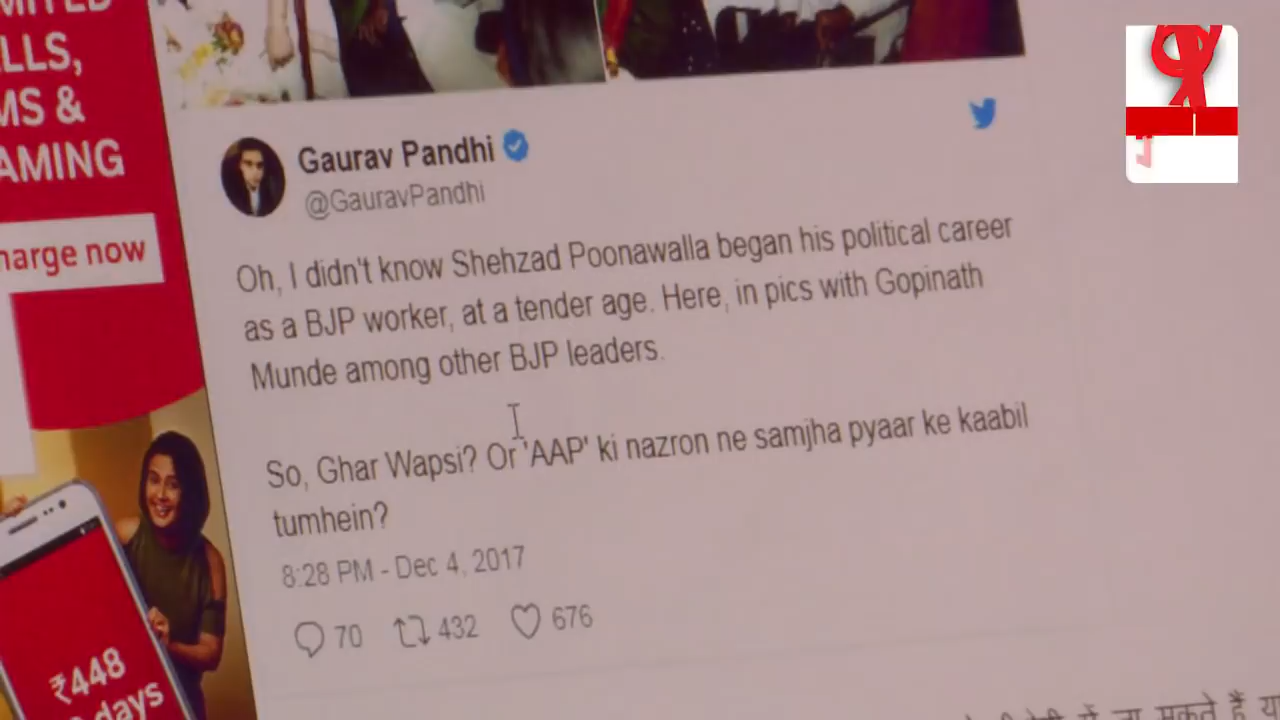 LLS,
MS &
AMING
harge now
₹448
days
Gaurav Pandhi
@GauravPandhi
Oh, I didn't know Shehzad Poonawalla began his political career
as a BJP worker, at a tender age. Here, in pics with Gopinath
Munde among other BJP leaders.
So, Ghar Wapsi? Or 'AAP' ki nazron ne samjha pyaar ke kaabil
tumhein?
8:28 PM - Dec 4, 2017
70 432 676